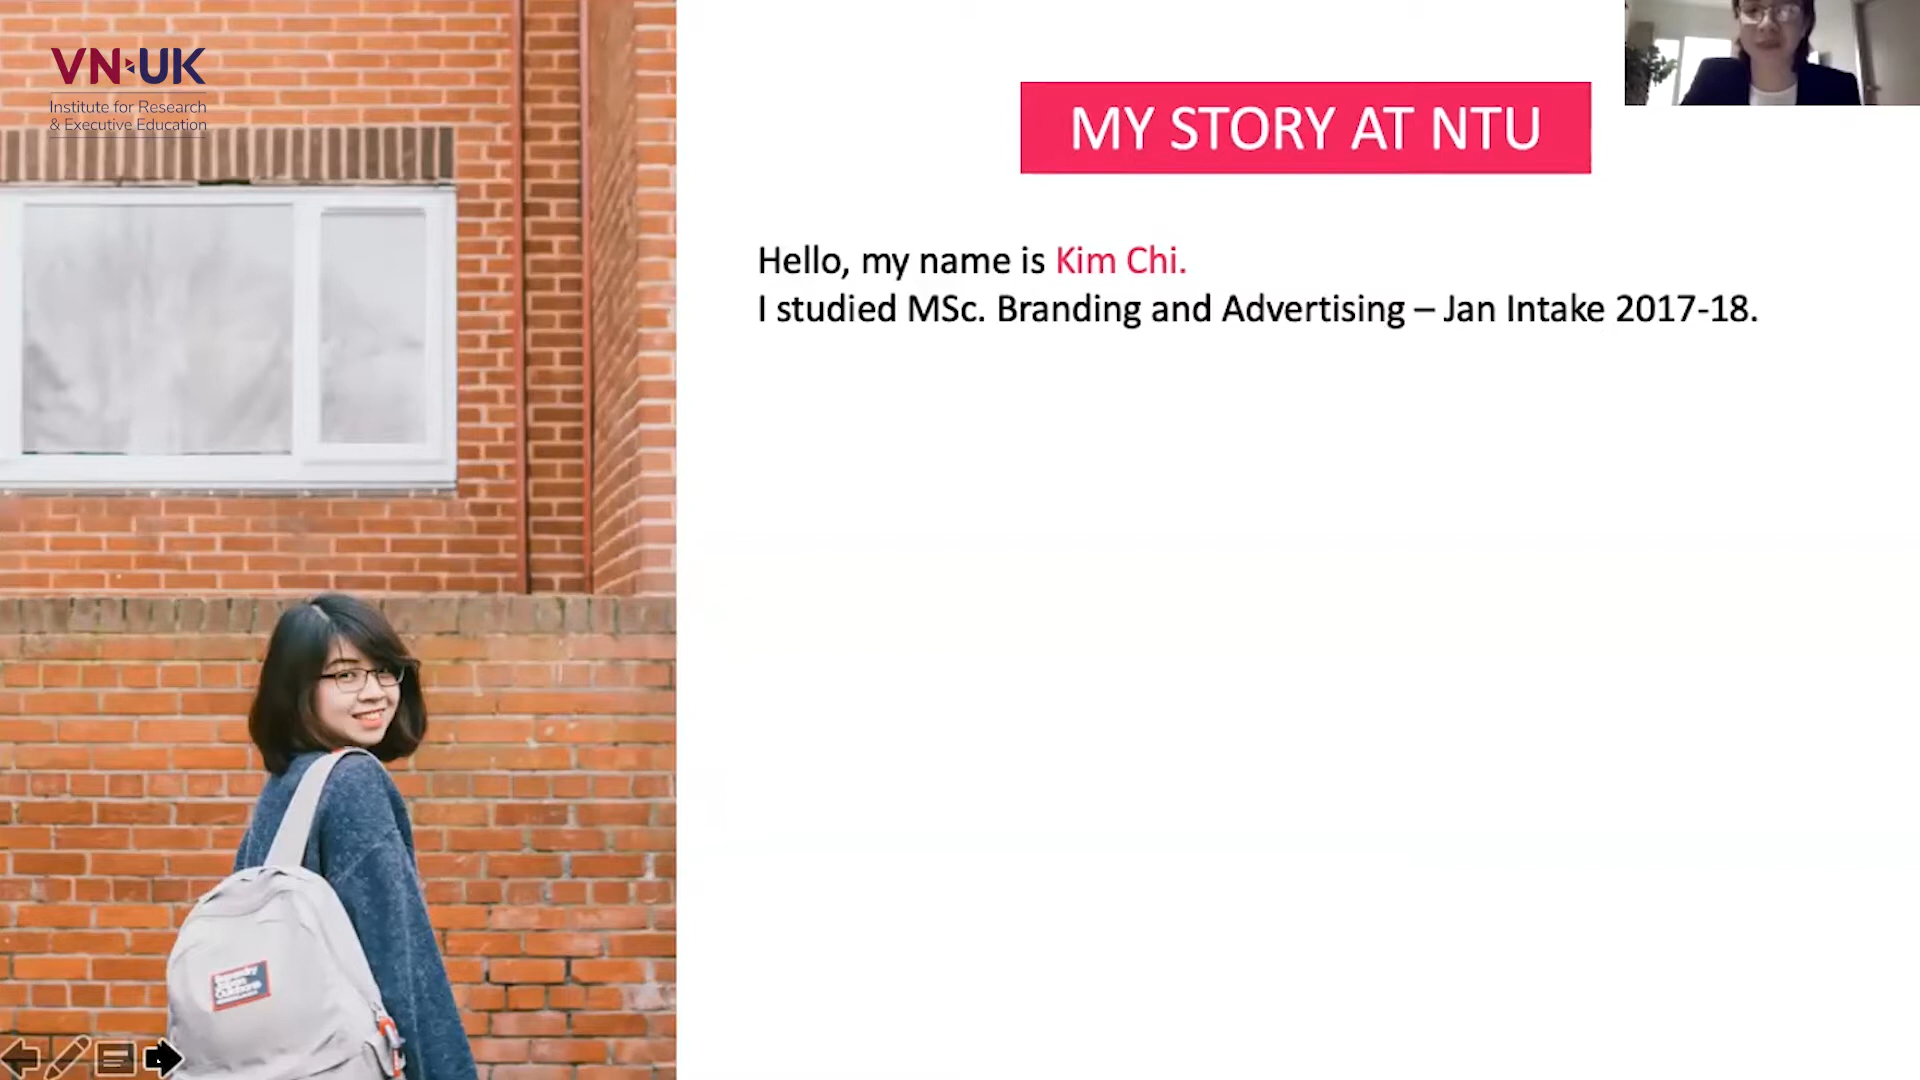 VN UK
Institute for Research
& Executive Education
MY STORY AT NTU
Hello, my name is Kim Chi.
I studied MSc. Branding and Advertising – Jan Intake 2017-18.